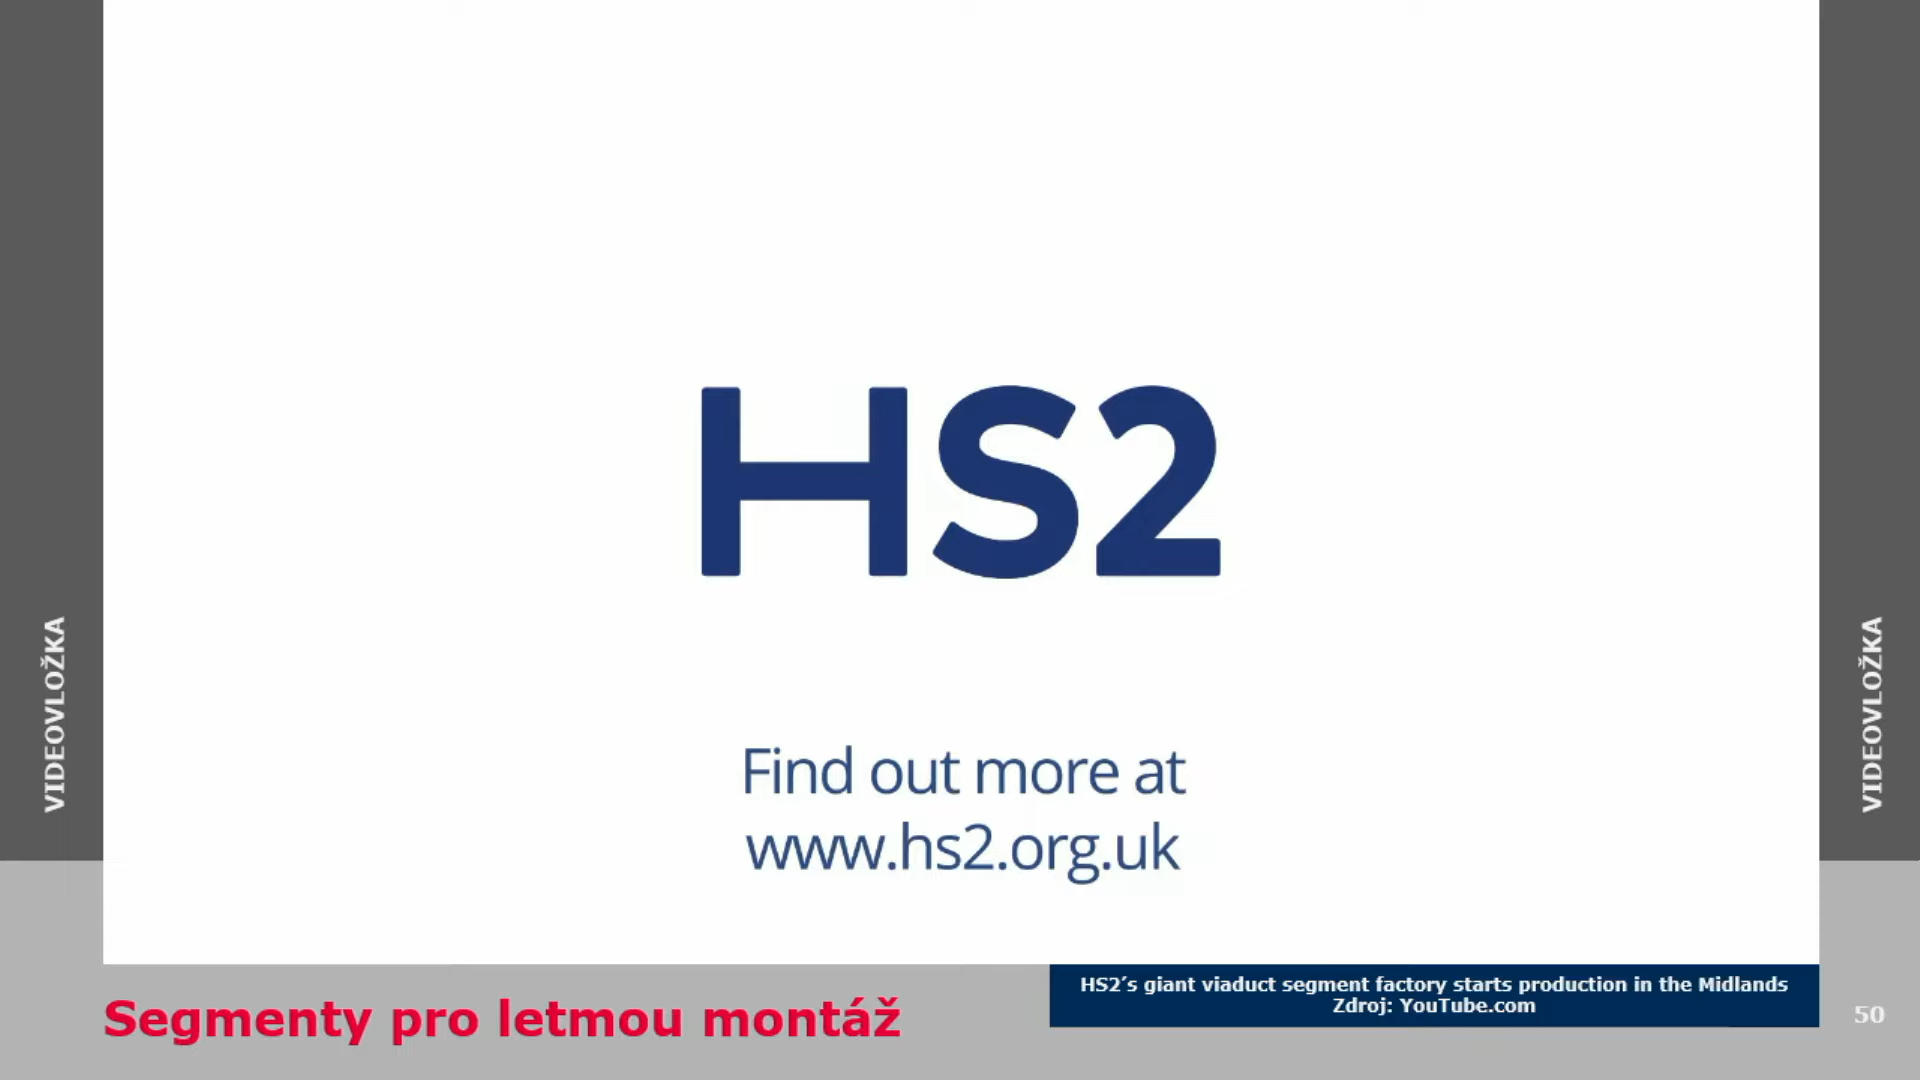 HS2
Find out more at
www.hs2.org.uk
VIDEOVLOŽKA
VIDEOVLOŽKA
Segmenty pro letmou montáž
HS2´s giant viaduct segment factory starts production in the Midlands
Zdroj: YouTube.com
50